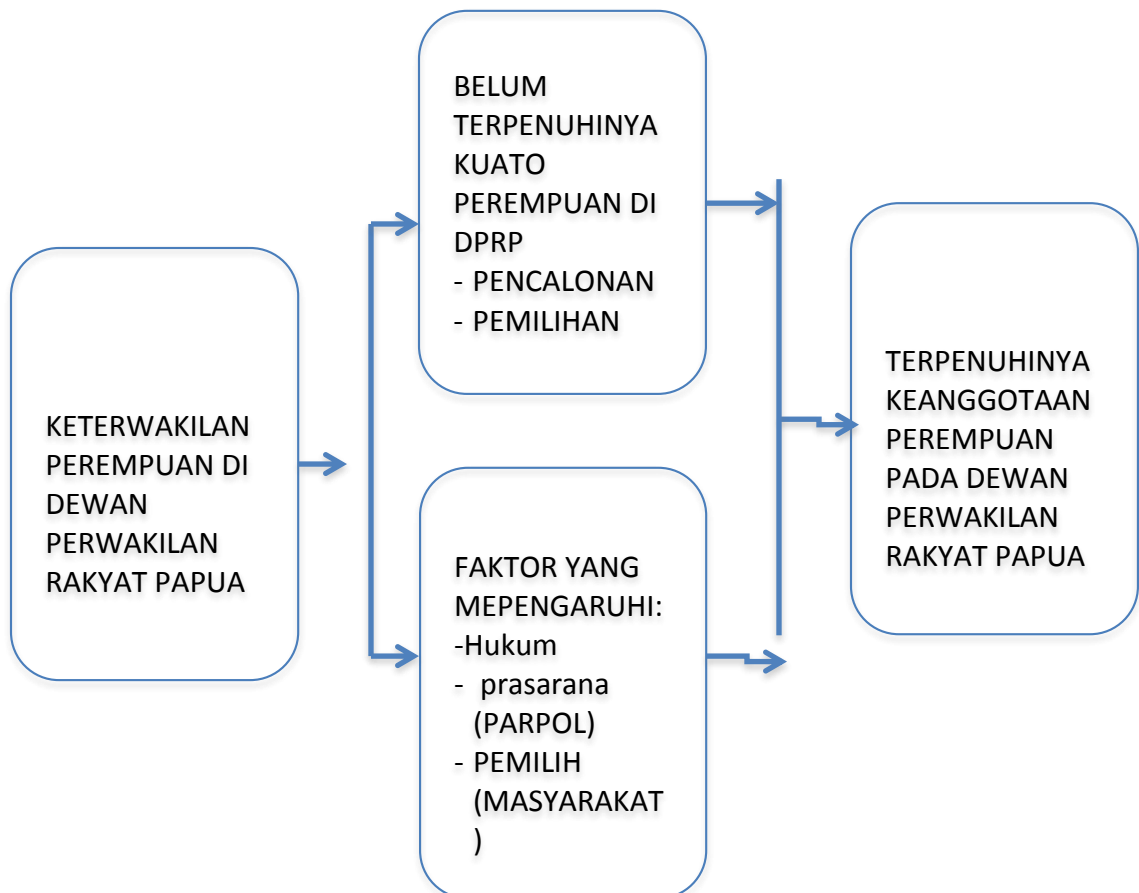 KETERWAKILAN
PEREMPUAN DI
DEWAN
PERWAKILAN
RAKYAT PAPUA
BELUM
TERPENUHINYA
KUATO
PEREMPUAN DI
DPRP
- PENCALONAN
- PEMILIHAN
FAKTOR YANG
MEPENGARUHI:
-Hukum
- prasarana
(PARPOL)
- PEMILIH
(MASYARAKAT
)
TERPENUHINYA
KEANGGOTAAN
PEREMPUAN
PADA DEWAN
PERWAKILAN
RAKYAT PAPUA